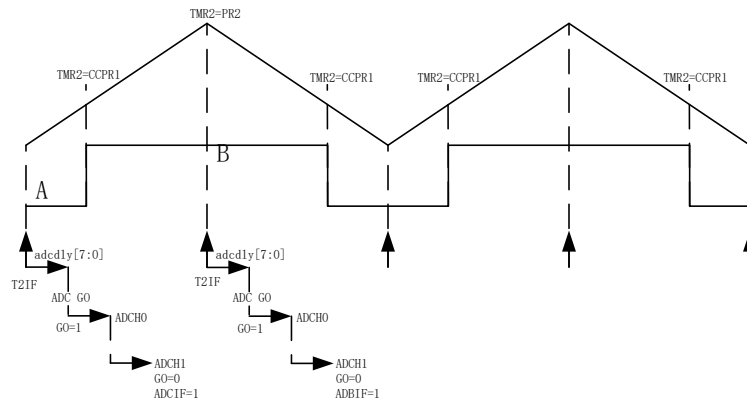 TMR2=PR2
TMR2=CCPR1
TMR2=CCPR1
TMR2=CCPR1
TMR2=CCPR1
A
B
adcdly[7:0]
adcdly[7:0]
T2IF
T2IF
ADC GO
ADC GO
GO=1
ADCH0
GO=1
ADCH0
ADCH1
GO=0
ADCIF=1
ADCH1
GO=0
ADBIF=1